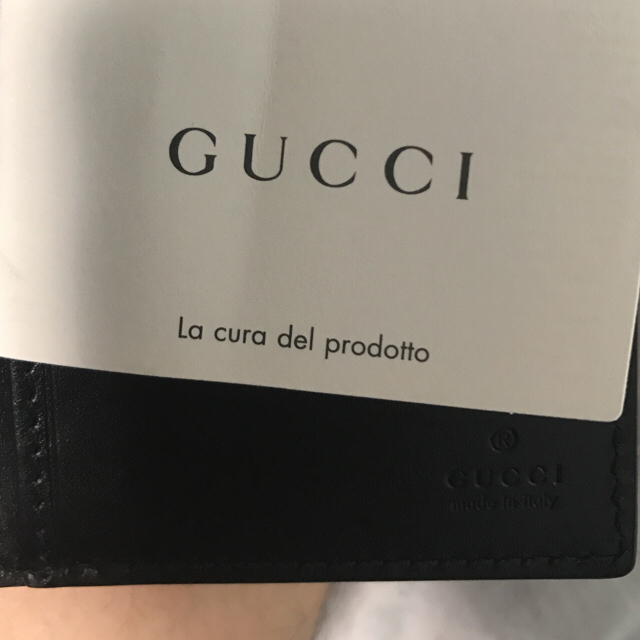 GUCCI
La cura del prodotto
®
GUCCI
made in italy